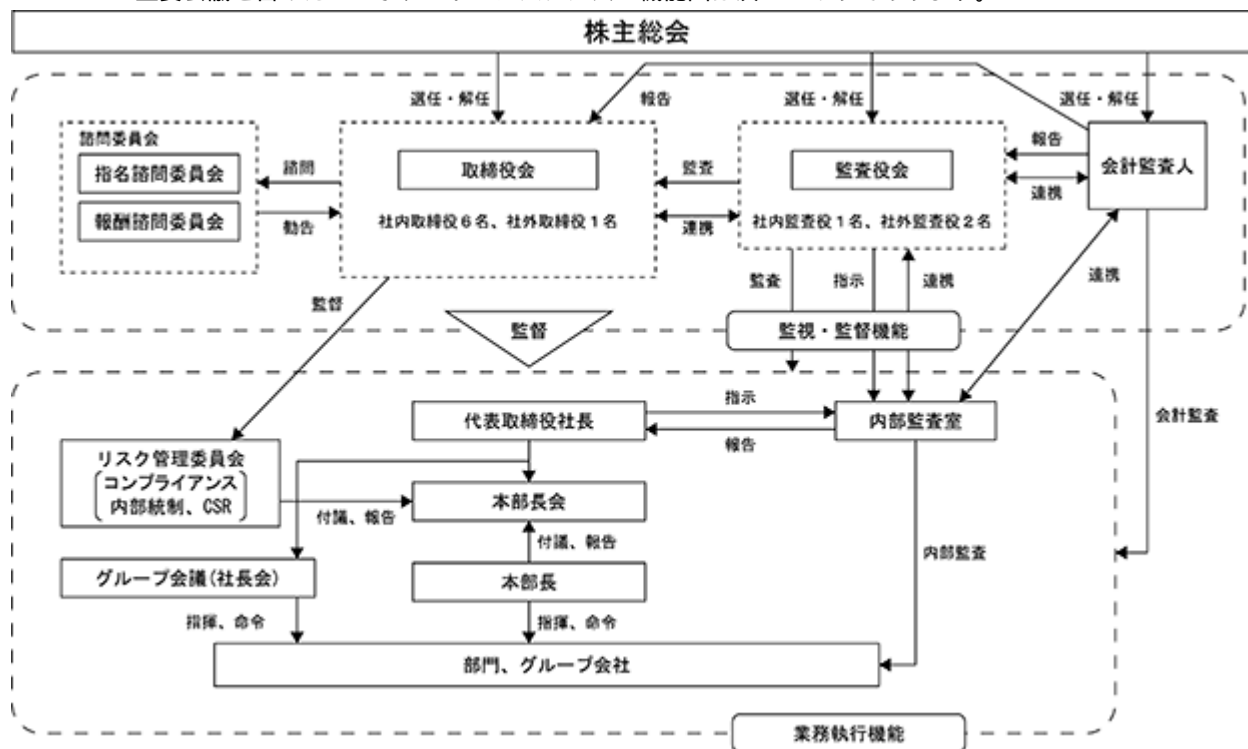 株主総会
選任・解任
報告
選任・解任
選任・解任
諮問委員会
指名諮問委員会
報酬諮問委員会
諮問
勧告
取締役会
社内取締役6名、社外取締役1名
監査
連携
監査役会
社内監査役1名、社外監査役2名
報告
連携
会計監査人
監督
監督
監査
指示
連携
連携
監視・監督機能
代表取締役社長
指示
報告
内部監査室
会計監査
リスク管理委員会
コンプライアンス
内部統制、CSR
付議、報告
本部長会
付議、報告
内部監査
グループ会議(社長会)
本部長
指揮、命令
指揮、命令
部門、グループ会社
業務執行機能